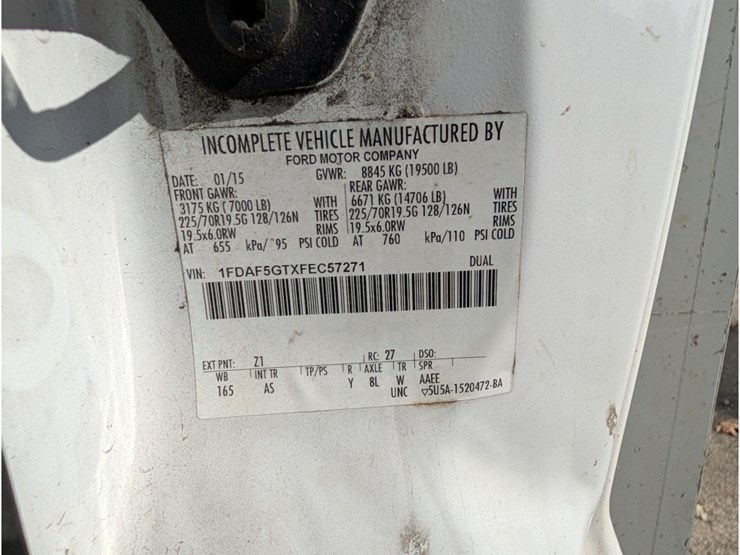 INCOMPLETE VEHICLE MANUFACTURED BY
FORD MOTOR COMPANY
DATE: 01/15 GVWR: 8845 KG (19500 LB)
FRONT GAWR: REAR GAWR:
3175 KG (7000 LB) WITH 6671 KG (14706 LB) WITH
225/70R19.5G 128/126N TIRES 225/70R19.5G 128/126N TIRES
19.5x6.0RW RIMS 19.5x6.0RW RIMS
AT 655 kPa/ 95 PSI COLD AT 760 kPa/110 PSI COLD
VIN: 1FDAF5GTXFEC57271 DUAL
EXT PNT: Z1 RC: 27 DSO:
WB INT TR TP/PS R AXLE TR SPR
165 AS Y BL W AAEE
UNC ▽5U5A-1520472-BA